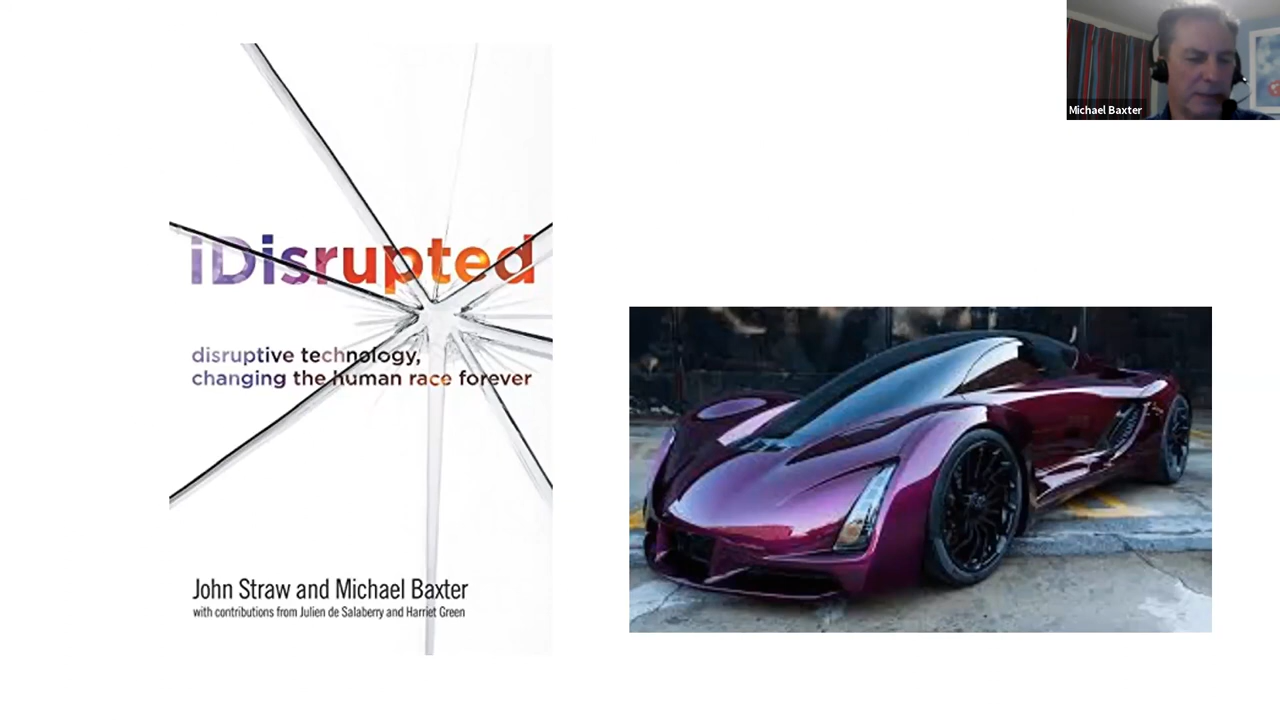 iDisrupted
disruptive technology,
changing the human race forever
John Straw and Michael Baxter
with contributions from Julien de Salaberry and Harriet Green
Michael Baxter